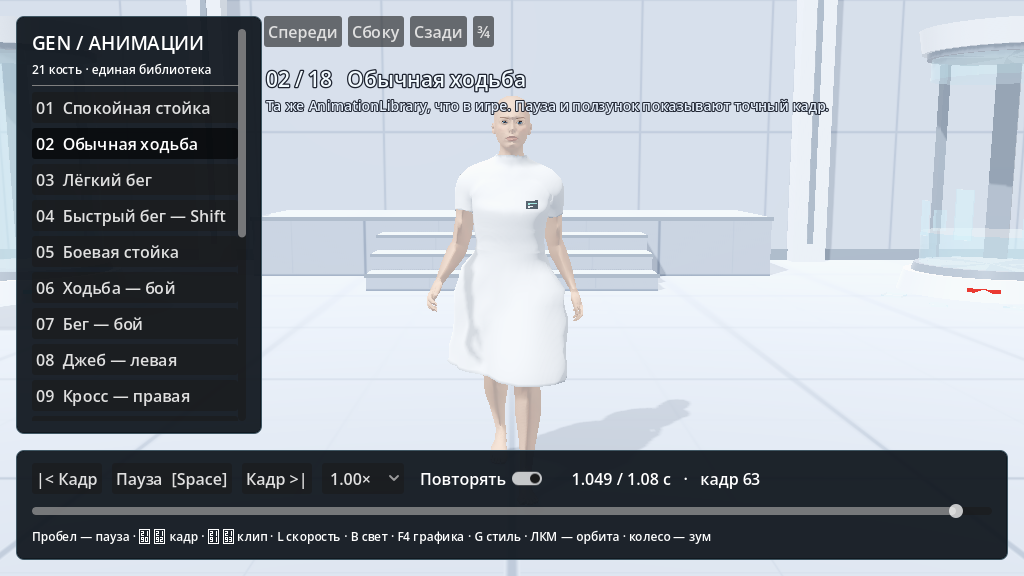 GEN / АНИМАЦИИ
21 кость · единая библиотека
01 Спокойная стойка
02 Обычная ходьба
03 Лёгкий бег
04 Быстрый бег — Shift
05 Боевая стойка
06 Ходьба — бой
07 Бег — бой
08 Джеб — левая
09 Кросс — правая
Спереди Сбоку Сзади ¾
02 / 18 Обычная ходьба
Та же AnimationLibrary, что в игре. Пауза и ползунок показывают точный кадр.
|< Кадр Пауза [Space] Кадр >| 1.00× Повторять 1.049 / 1.08 с · кадр 63
Пробел — пауза · кадр · клип · L скорость · B свет · F4 графика · G стиль · ЛКМ — орбита · колесо — зум